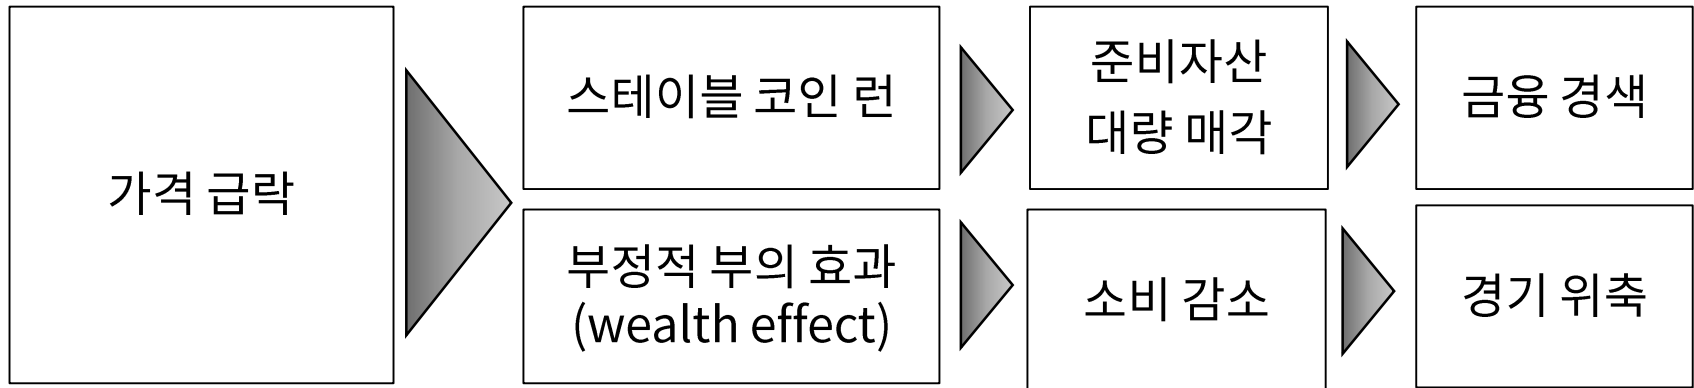 가격 급락
스테이블 코인 런
준비자산
대량 매각
금융 경색
부정적 부의 효과
(wealth effect)
소비 감소
경기 위축